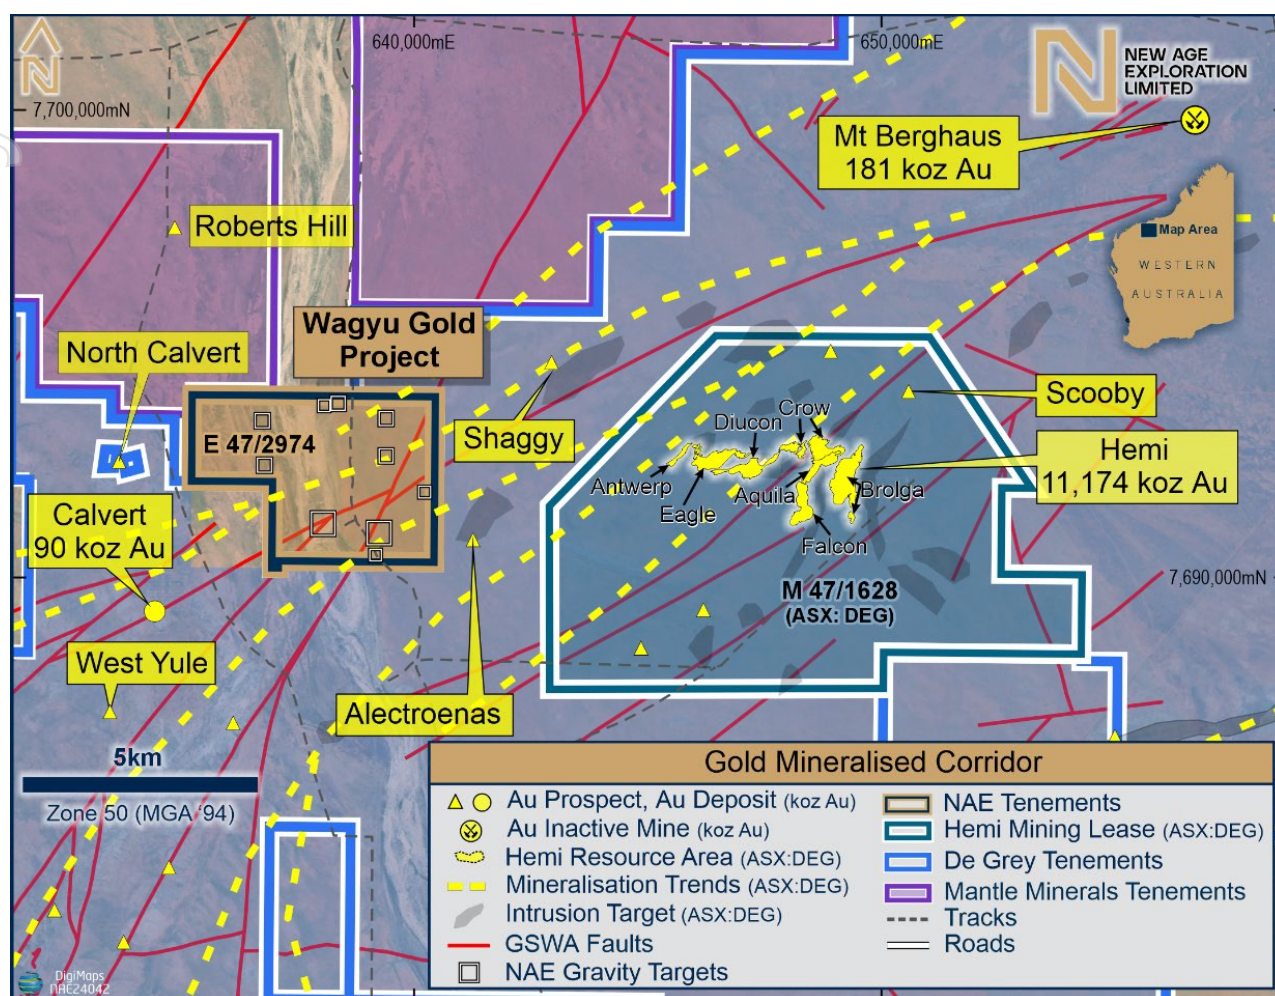 N
640,000mE
650,000mE
7,700,000mN
N
NEW AGE
EXPLORATION
LIMITED
Mt Berghaus
181 koz Au
Roberts Hill
Map Area
WESTERN
AUSTRALIA
North Calvert
Wagyu Gold
Project
Scooby
Shaggy
E 47/2974
Diucon
Crow
Hemi
11,174 koz Au
Antwerp
Eagle
Aquila
Brolga
Falcon
Calvert
90 koz Au
7,690,000mN
M 47/1628
(ASX: DEG)
West Yule
Alectroenas
5km
Zone 50 (MGA '94)
Gold Mineralised Corridor
Au Prospect, Au Deposit (koz Au)
Au Inactive Mine (koz Au)
Hemi Resource Area (ASX:DEG)
Mineralisation Trends (ASX:DEG)
Intrusion Target (ASX:DEG)
GSWA Faults
NAE Gravity Targets
NAE Tenements
Hemi Mining Lease (ASX:DEG)
De Grey Tenements
Mantle Minerals Tenements
Tracks
Roads
DigiMaps
NAE24042